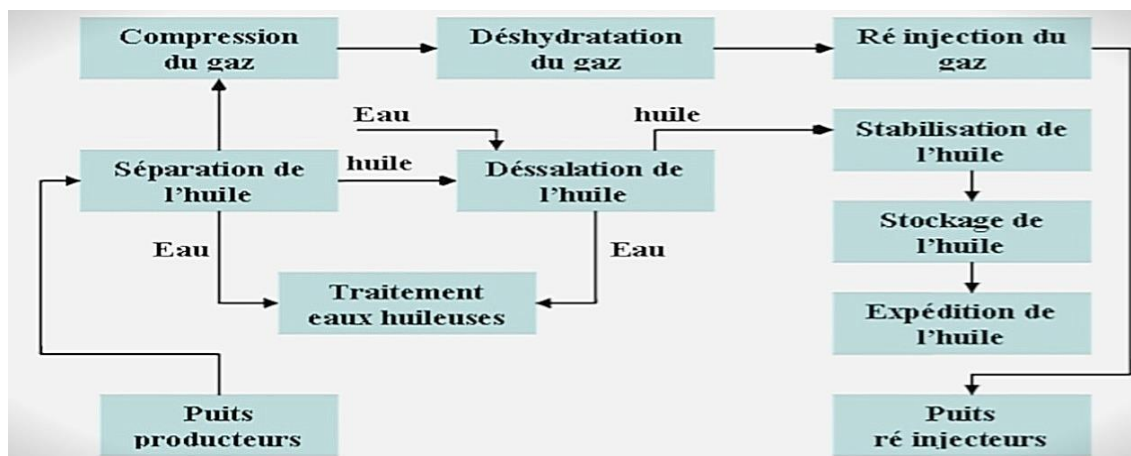 Compression
du gaz
Déshydratation
du gaz
Ré injection du
gaz
Eau
huile
Stabilisation de
l'huile
Séparation de
l'huile
huile
Déssalation de
l'huile
Stockage de
l'huile
Eau
Eau
Traitement
eaux huileuses
Expédition de
l'huile
Puits
producteurs
Puits
ré injecteurs